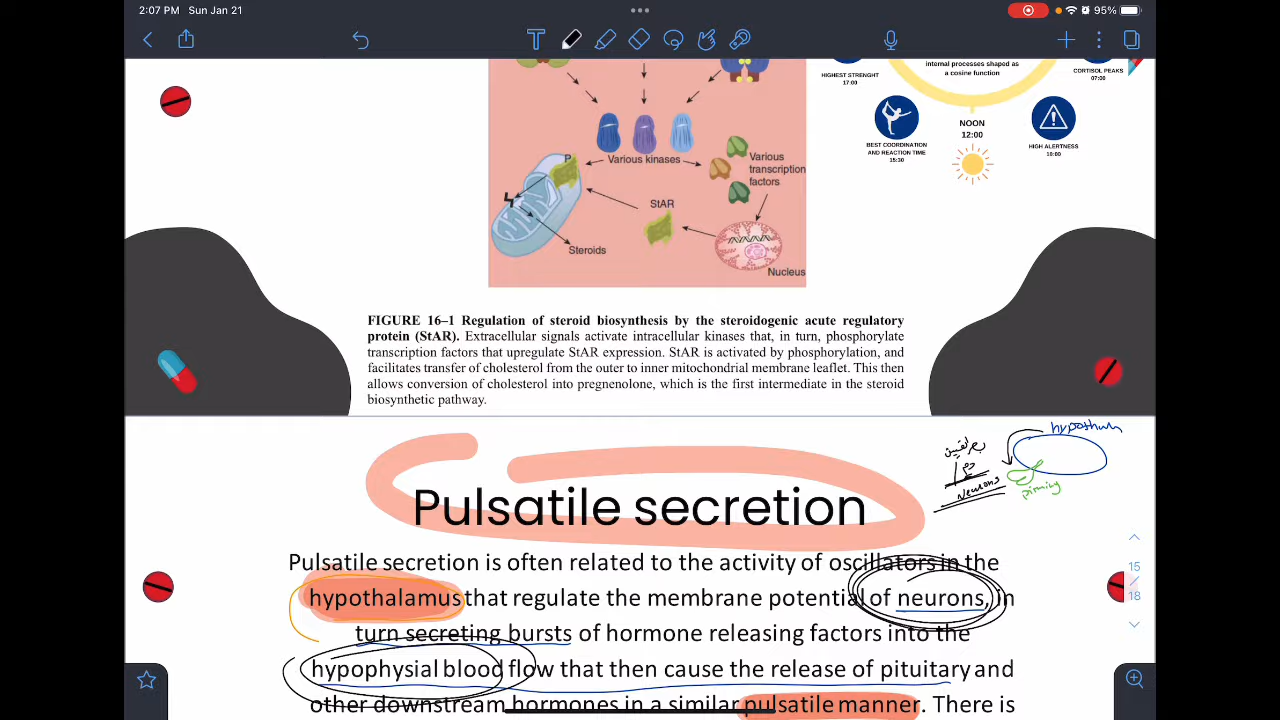 2:07 PM Sun Jan 21
95%
internal processes shaped as
a cosine function
HIGHEST STRENGHT
17:00
CORTISOL PEAKS
07:00
NOON
12:00
BEST COORDINATION
AND REACTION TIME
15:30
HIGH ALERTNESS
10:00
P
Various kinases
Various
transcription
factors
StAR
Steroids
Nucleus
FIGURE 16–1 Regulation of steroid biosynthesis by the steroidogenic acute regulatory
protein (StAR). Extracellular signals activate intracellular kinases that, in turn, phosphorylate
transcription factors that upregulate StAR expression. StAR is activated by phosphorylation, and
facilitates transfer of cholesterol from the outer to inner mitochondrial membrane leaflet. This then
allows conversion of cholesterol into pregnenolone, which is the first intermediate in the steroid
biosynthetic pathway.
neurons
Pulsatile secretion
Pulsatile secretion is often related to the activity of oscillators in the
hypothalamus that regulate the membrane potential of neurons, in
turn secreting bursts of hormone releasing factors into the
hypophysial blood flow that then cause the release of pituitary and
other downstream hormones in a similar pulsatile manner. There is
15
/
18